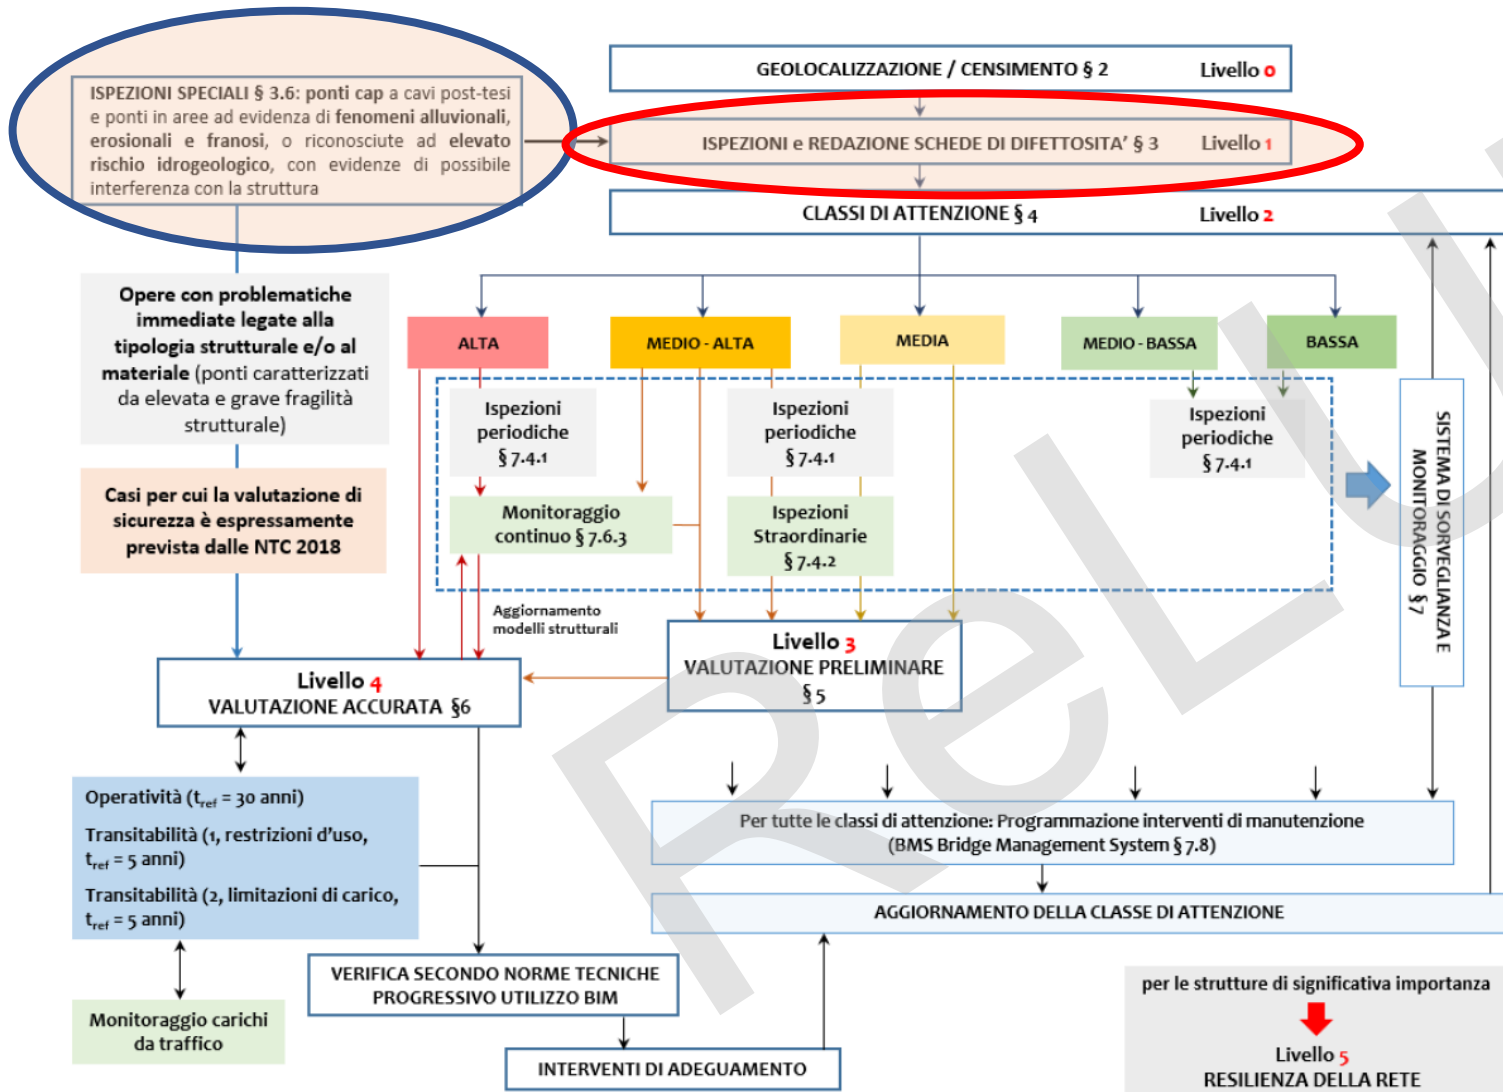 GEOLOCALIZZAZIONE / CENSIMENTO § 2 Livello 0
ISPEZIONI SPECIALI § 3.6: ponti cap a cavi post-tesi
e ponti in aree ad evidenza di fenomeni alluvionali,
erosionali e franosi, o riconosciute ad elevato
rischio idrogeologico, con evidenze di possibile
interferenza con la struttura
ISPEZIONI e REDAZIONE SCHEDE DI DIFETTOSITA' § 3 Livello 1
CLASSI DI ATTENZIONE § 4 Livello 2
Opere con problematiche
immediate legate alla
tipologia strutturale e/o al
materiale (ponti caratterizzati
da elevata e grave fragilità
strutturale)
ALTA
MEDIO - ALTA
MEDIA
MEDIO - BASSA
BASSA
Ispezioni
periodiche
§ 7.4.1
Ispezioni
periodiche
§ 7.4.1
Ispezioni
periodiche
§ 7.4.1
SISTEMA DI SORVEGLIANZA E
MONITORAGGIO §7
Casi per cui la valutazione di
sicurezza è espressamente
prevista dalle NTC 2018
Monitoraggio
continuo § 7.6.3
Ispezioni
Straordinarie
§ 7.4.2
Aggiornamento
modelli strutturali
Livello 3
VALUTAZIONE PRELIMINARE
§ 5
Livello 4
VALUTAZIONE ACCURATA §6
Operatività (tref = 30 anni)
Transitabilità (1, restrizioni d'uso,
tref = 5 anni)
Transitabilità (2, limitazioni di carico,
tref = 5 anni)
Per tutte le classi di attenzione: Programmazione interventi di manutenzione
(BMS Bridge Management System § 7.8)
AGGIORNAMENTO DELLA CLASSE DI ATTENZIONE
VERIFICA SECONDO NORME TECNICHE
PROGRESSIVO UTILIZZO BIM
Monitoraggio carichi
da traffico
INTERVENTI DI ADEGUAMENTO
per le strutture di significativa importanza
Livello 5
RESILIENZA DELLA RETE
ReLU